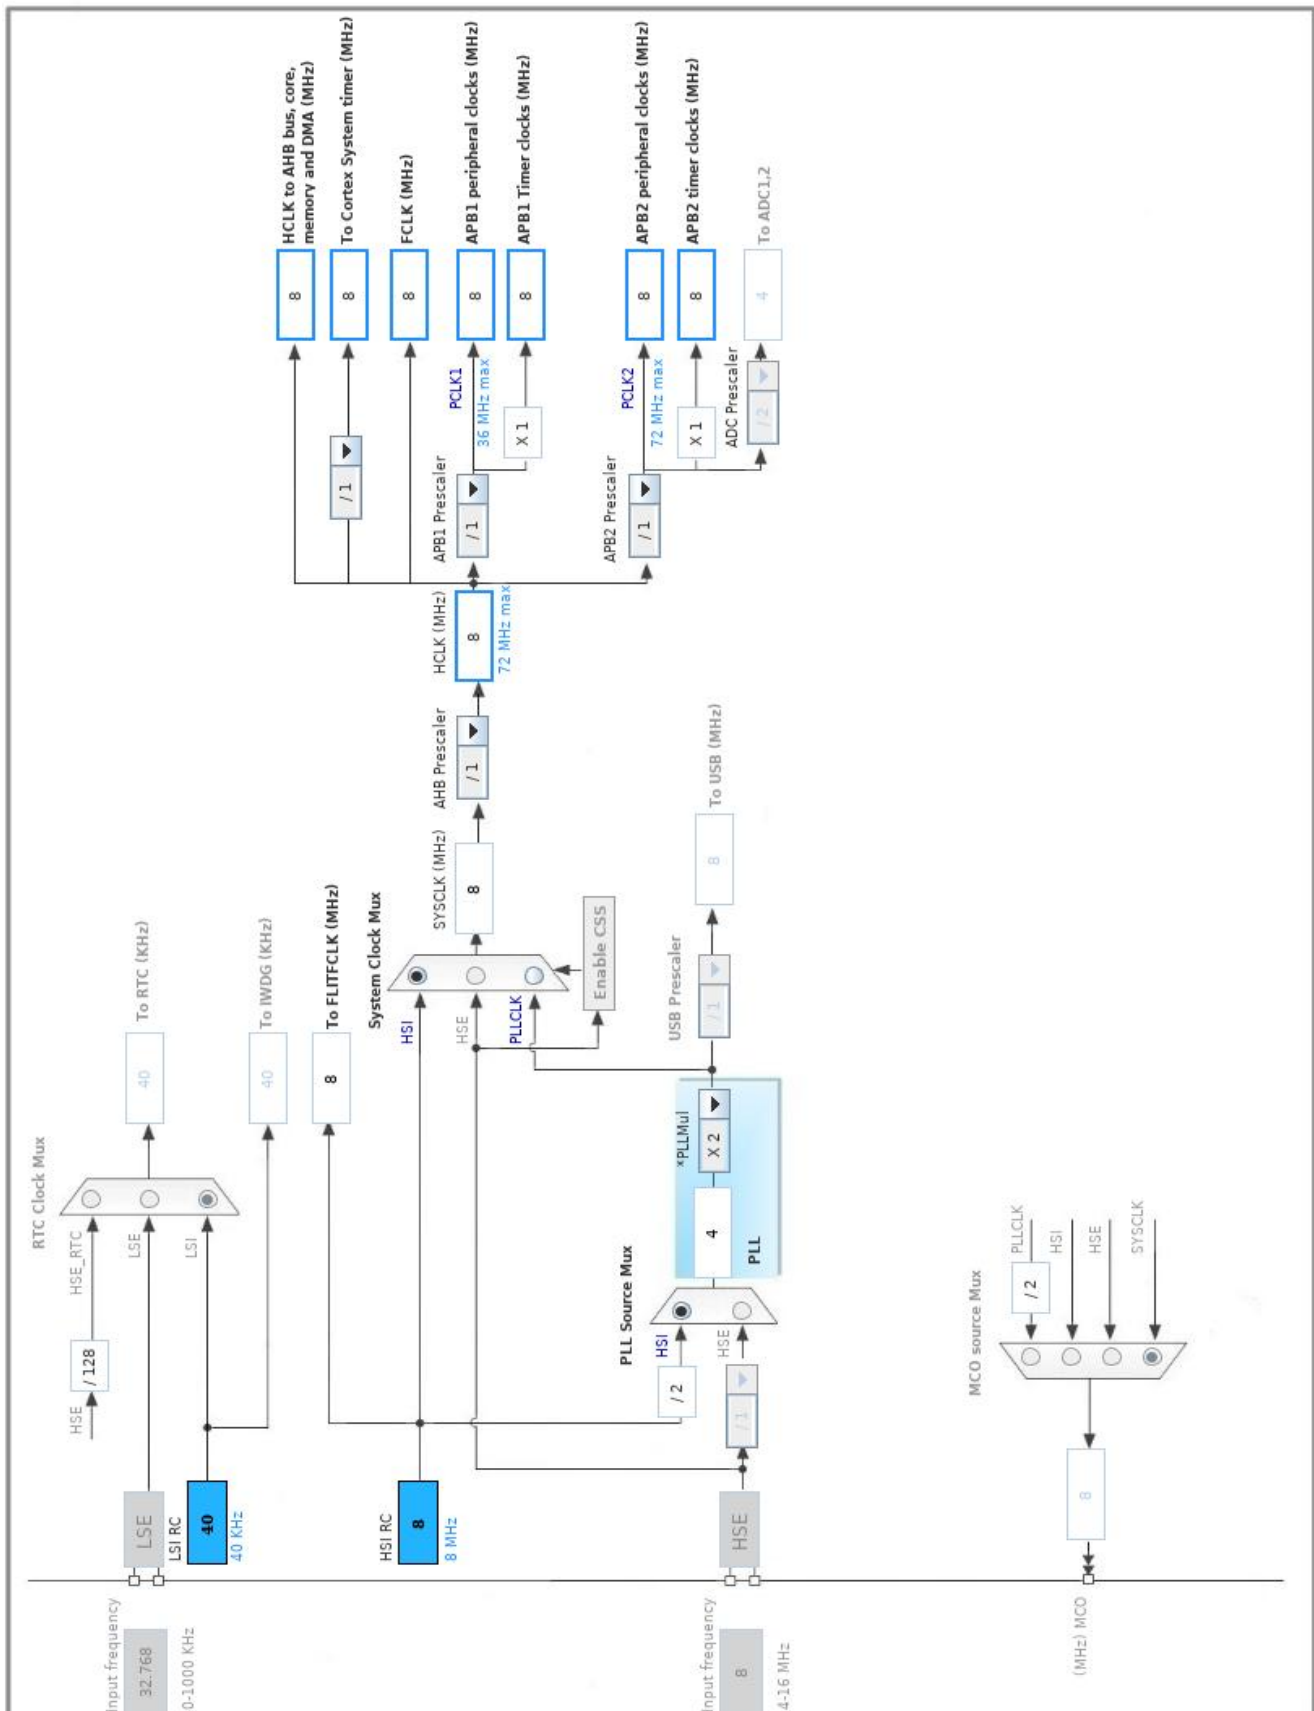 Input frequency
32.768
0-1000 KHz
LSE
LSI RC
40
40 KHz
HSE
/ 128
HSE_RTC
LSE
LSI
RTC Clock Mux
40
To RTC (KHz)
40
To IWDG (KHz)
8
To FLITFCLK (MHz)
HSI RC
8
8 MHz
HSI
HSE
PLLCLK
System Clock Mux
Enable CSS
SYSCLK (MHz)
8
AHB Prescaler
/ 1
HCLK (MHz)
8
72 MHz max
8
HCLK to AHB bus, core,
memory and DMA (MHz)
/ 1
8
To Cortex System timer (MHz)
8
FCLK (MHz)
APB1 Prescaler
/ 1
PCLK1
36 MHz max
8
APB1 peripheral clocks (MHz)
X 1
8
APB1 Timer clocks (MHz)
APB2 Prescaler
/ 1
PCLK2
72 MHz max
8
APB2 peripheral clocks (MHz)
X 1
8
APB2 timer clocks (MHz)
ADC Prescaler
/ 2
4
To ADC1,2
Input frequency
8
4-16 MHz
HSE
/ 1
/ 2
HSI
HSE
PLL Source Mux
4
*PLLMul
X 2
PLL
USB Prescaler
/ 1
8
To USB (MHz)
(MHz) MCO
8
MCO source Mux
/ 2
PLLCLK
HSI
HSE
SYSCLK